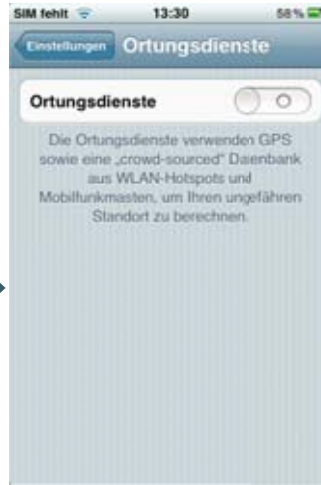 SIM fehlt 13:30 58 %
Einstellungen Ortungsdienste
Ortungsdienste
Die Ortungsdienste verwenden GPS
sowie eine „crowd-sourced“ Datenbank
aus WLAN-Hotspots und
Mobilfunkmasten, um Ihren ungefähren
Standort zu berechnen.